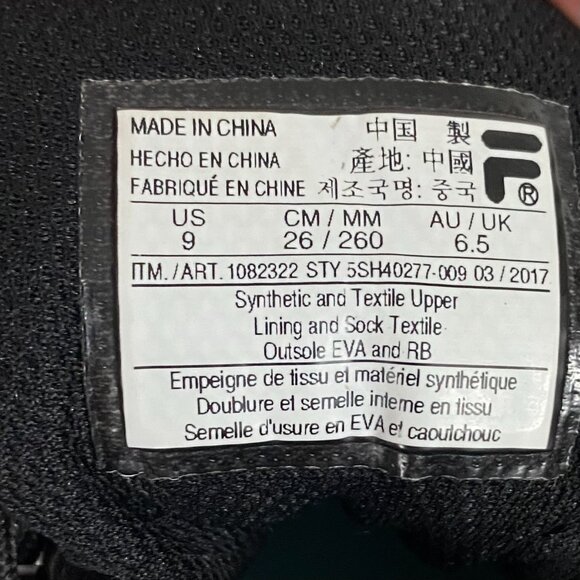 MADE IN CHINA 中国 製
HECHO EN CHINA 產地: 中國
FABRIQUÉ EN CHINE 제조국명: 중국
US CM / MM AU / UK
9 26 / 260 6.5
ITM. / ART. 1082322 STY 5SH40277-009 03 / 2017
Synthetic and Textile Upper
Lining and Sock Textile
Outsole EVA and RB
Empeigne de tissu et matériel synthétique
Doublure et semelle interne en tissu
Semelle d'usure en EVA et caoutchouc